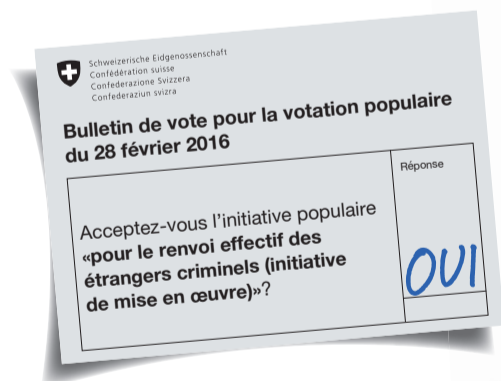 Schweizerische Eidgenossenschaft
Confédération suisse
Confederazione Svizzera
Confederaziun svizra
Bulletin de vote pour la votation populaire
du 28 février 2016
Réponse
Acceptez-vous l'initiative populaire
«pour le renvoi effectif des
étrangers criminels (initiative
de mise en œuvre)»?
OUI